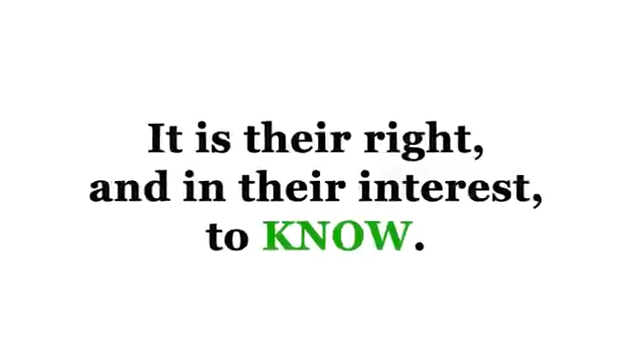 It is their right,
and in their interest,
to KNOW.